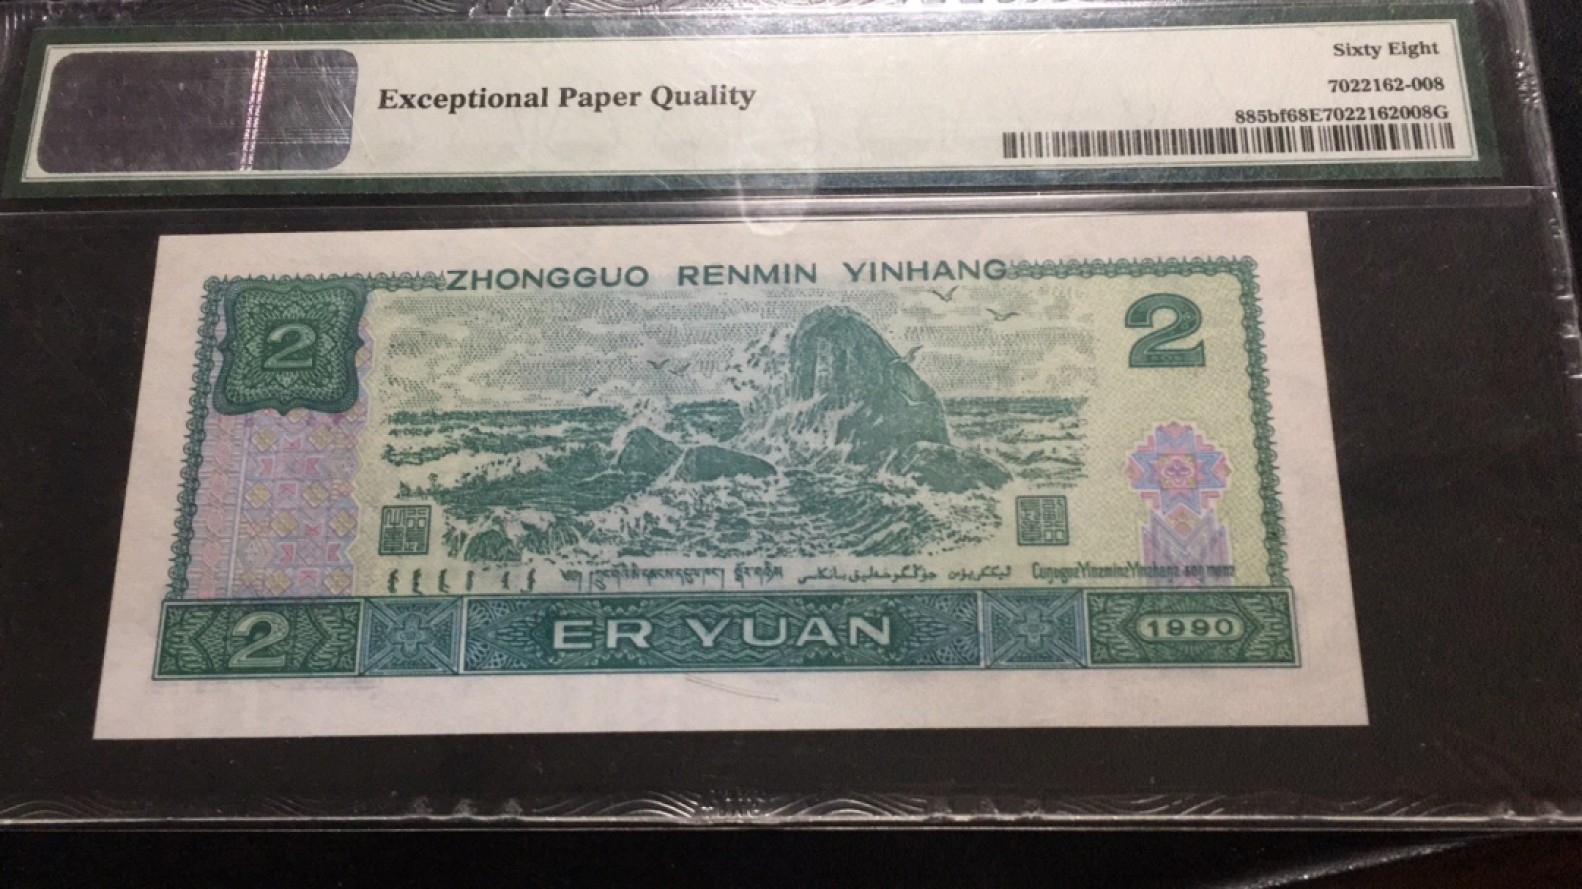 Sixty Eight
Exceptional Paper Quality
7022162-008
885bf68E7022162008G
ZHONGGUO RENMIN YINHANG
2
2
2 ER YUAN 1990